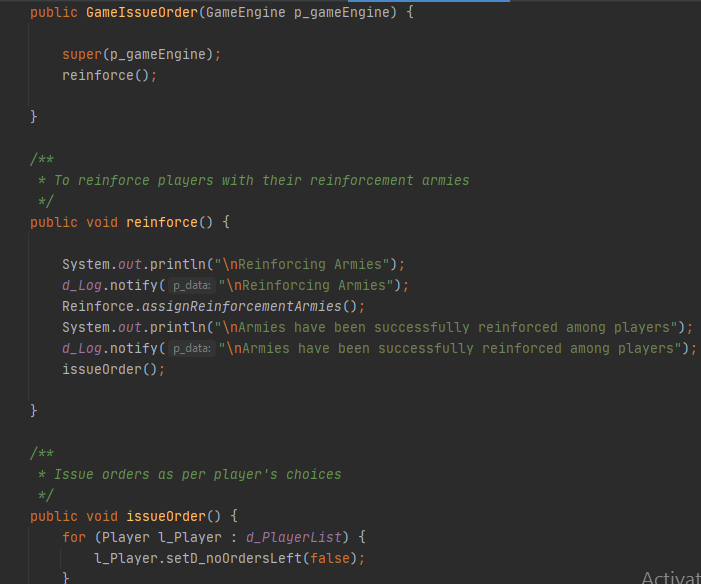 public GameIssueOrder(GameEngine p_gameEngine) {
super(p_gameEngine);
reinforce();
}
/**
* To reinforce players with their reinforcement armies
*/
public void reinforce() {
System.out.println("\nReinforcing Armies");
d_Log.notify( p_data: "\nReinforcing Armies");
Reinforce.assignReinforcementArmies();
System.out.println("\nArmies have been successfully reinforced among players");
d_Log.notify( p_data: "\nArmies have been successfully reinforced among players");
issueOrder();
}
/**
* Issue orders as per player's choices
*/
public void issueOrder() {
for (Player l_Player : d_PlayerList) {
l_Player.setD_noOrdersLeft(false);
}
Activat